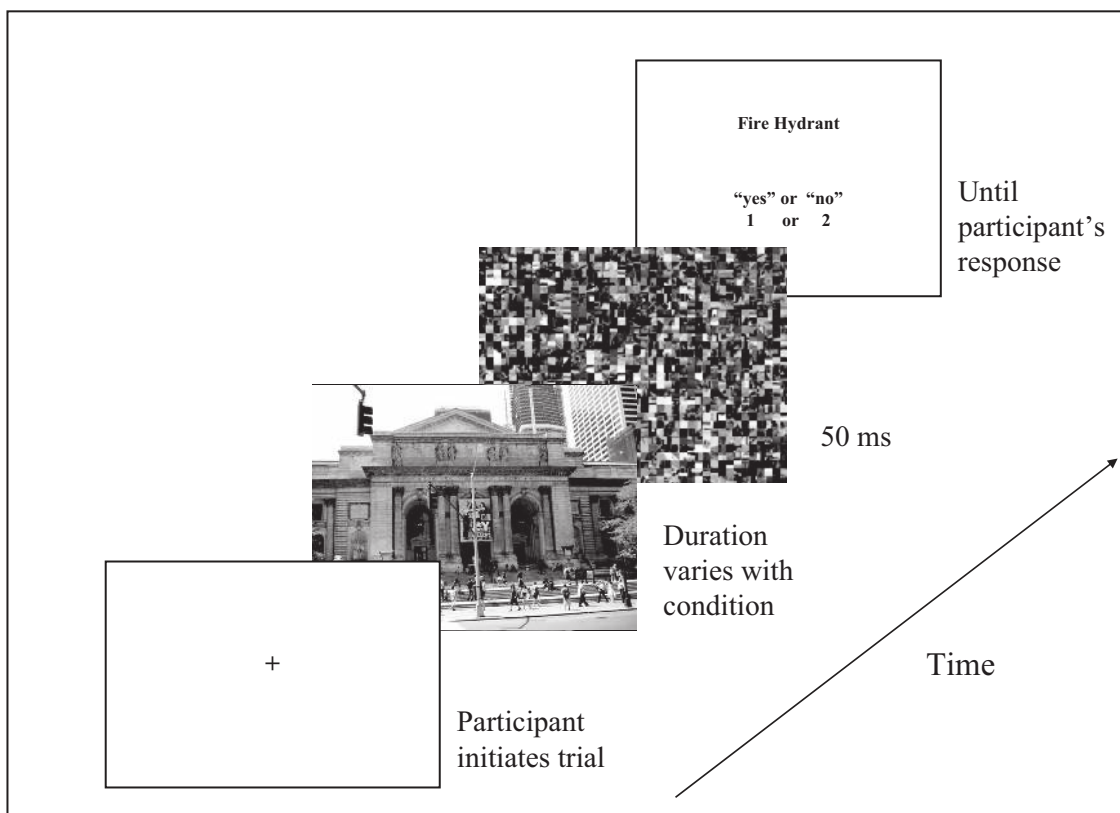 Fire Hydrant
“yes” or “no”
1 or 2
Until
participant’s
response
50 ms
Duration
varies with
condition
Time
+
Participant
initiates trial